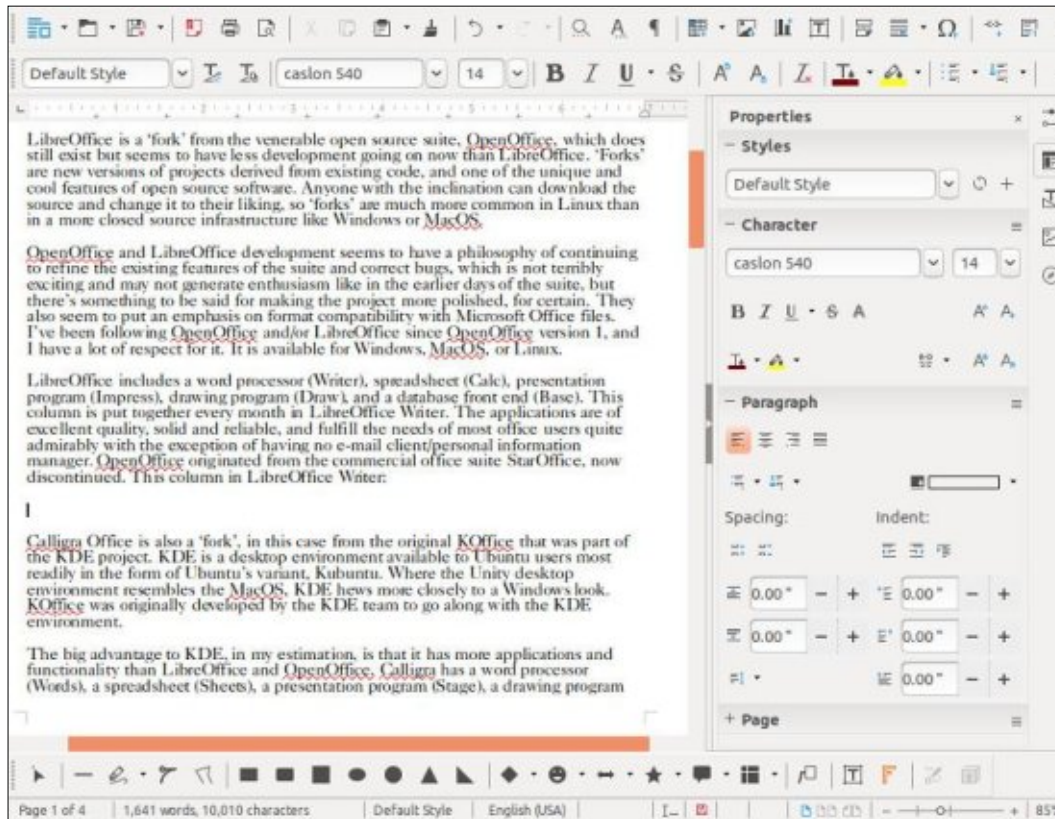 Default Style
caslon 540
14
LibreOffice is a 'fork' from the venerable open source suite, OpenOffice, which does
still exist but seems to have less development going on now than LibreOffice. 'Forks'
are new versions of projects derived from existing code, and one of the unique and
cool features of open source software. Anyone with the inclination can download the
source and change it to their liking, so 'forks' are much more common in Linux than
in a more closed source infrastructure like Windows or MacOS.
OpenOffice and LibreOffice development seems to have a philosophy of continuing
to refine the existing features of the suite and correct bugs, which is not terribly
exciting and may not generate enthusiasm like in the earlier days of the suite, but
there's something to be said for making the project more polished, for certain. They
also seem to put an emphasis on format compatibility with Microsoft Office files.
I've been following OpenOffice and/or LibreOffice since OpenOffice version 1, and
I have a lot of respect for it. It is available for Windows, MacOS, or Linux.
LibreOffice includes a word processor (Writer), spreadsheet (Calc), presentation
program (Impress), drawing program (Draw), and a database front end (Base). This
column is put together every month in LibreOffice Writer. The applications are of
excellent quality, solid and reliable, and fulfill the needs of most office users quite
admirably with the exception of having no e-mail client/personal information
manager. OpenOffice originated from the commercial office suite StarOffice, now
discontinued. This column in LibreOffice Writer:
Calligra Office is also a 'fork', in this case from the original KOffice that was part of
the KDE project. KDE is a desktop environment available to Ubuntu users most
readily in the form of Ubuntu's variant, Kubuntu. Where the Unity desktop
environment resembles the MacOS, KDE hews more closely to a Windows look.
KOffice was originally developed by the KDE team to go along with the KDE
environment.
The big advantage to KDE, in my estimation, is that it has more applications and
functionality than LibreOffice and OpenOffice. Calligra has a word processor
(Words), a spreadsheet (Sheets), a presentation program (Stage), a drawing program
Properties
Styles
Default Style
Character
caslon 540
14
Paragraph
Spacing:
Indent:
0.00 "
0.00 "
0.00 "
0.00 "
0.00 "
Page
Page 1 of 4
1,641 words, 10,010 characters
Default Style
English (USA)
85%